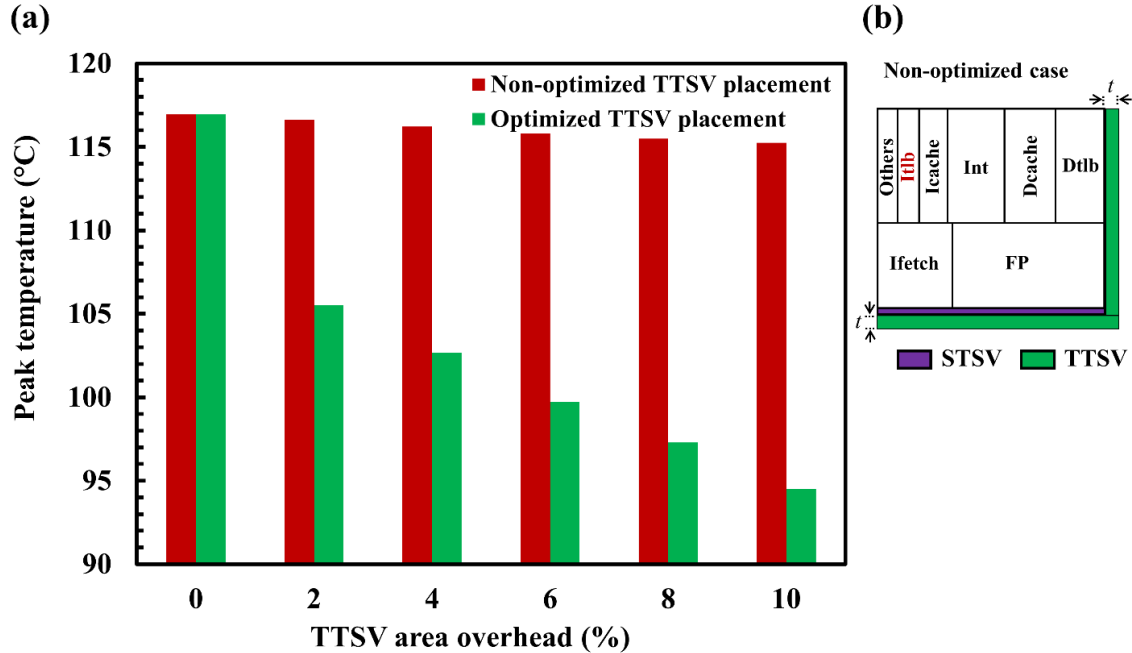 (a)
120
115
110
105
100
95
90
Peak temperature (°C)
Non-optimized TTSV placement
Optimized TTSV placement
0 2 4 6 8 10
TTSV area overhead (%)
(b)
Non-optimized case
t
Others Itlb Icache Int Dcache Dtlb
Ifetch FP
t
STSV TTSV